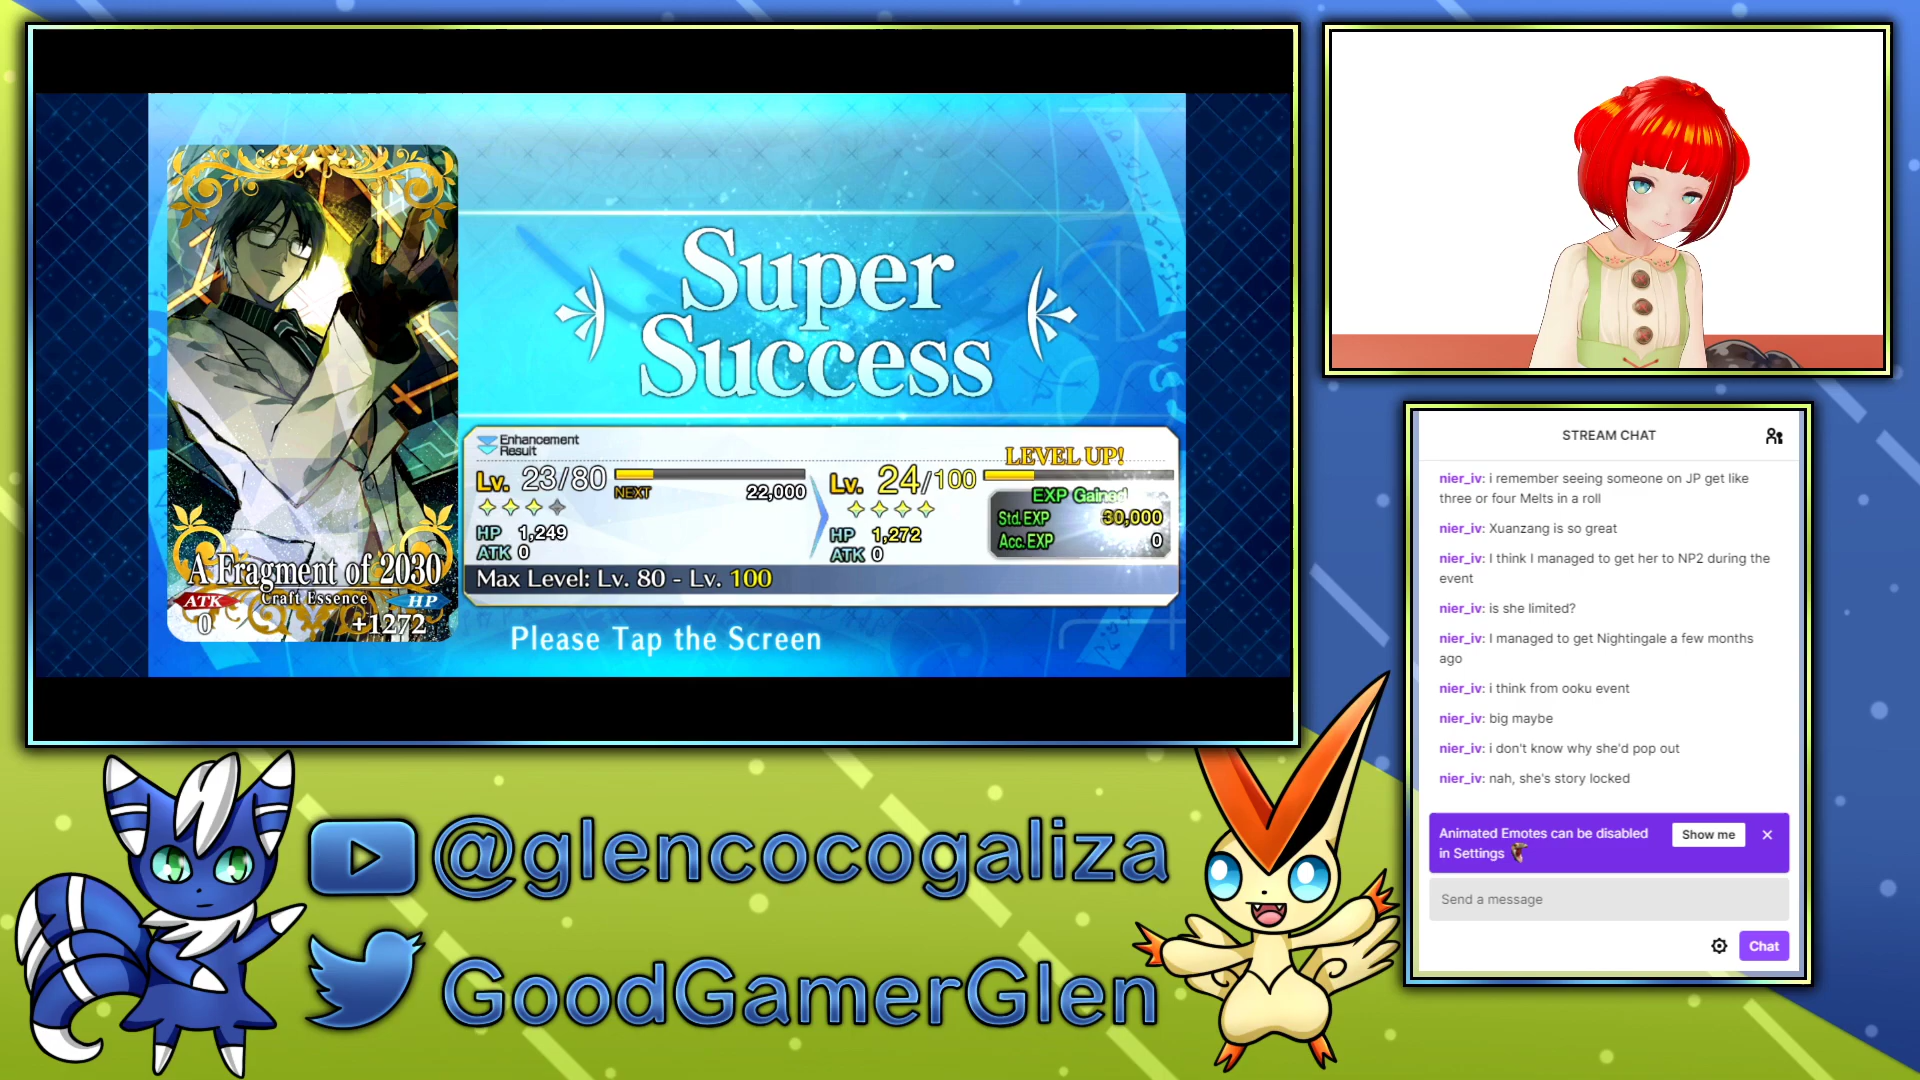 Super
Success
Enhancement
Result
LEVEL UP!
Lv. 23/80
NEXT 22,000
HP 1,249
ATK 0
Lv. 24/100
HP 1,272
ATK 0
EXP Gained
Std.EXP 30,000
Acc.EXP 0
Max Level: Lv. 80 - Lv. 100
Please Tap the Screen
A Fragment of 2030
Craft Essence
ATK HP
0 +1272
STREAM CHAT
nier_iv: i remember seeing someone on JP get like
three or four Melts in a roll
nier_iv: Xuanzang is so great
nier_iv: I think I managed to get her to NP2 during the
event
nier_iv: is she limited?
nier_iv: I managed to get Nightingale a few months
ago
nier_iv: i think from ooku event
nier_iv: big maybe
nier_iv: i don't know why she'd pop out
nier_iv: nah, she's story locked
Animated Emotes can be disabled
in Settings
Show me
Send a message
Chat
@glencocogaliza
GoodGamerGlen